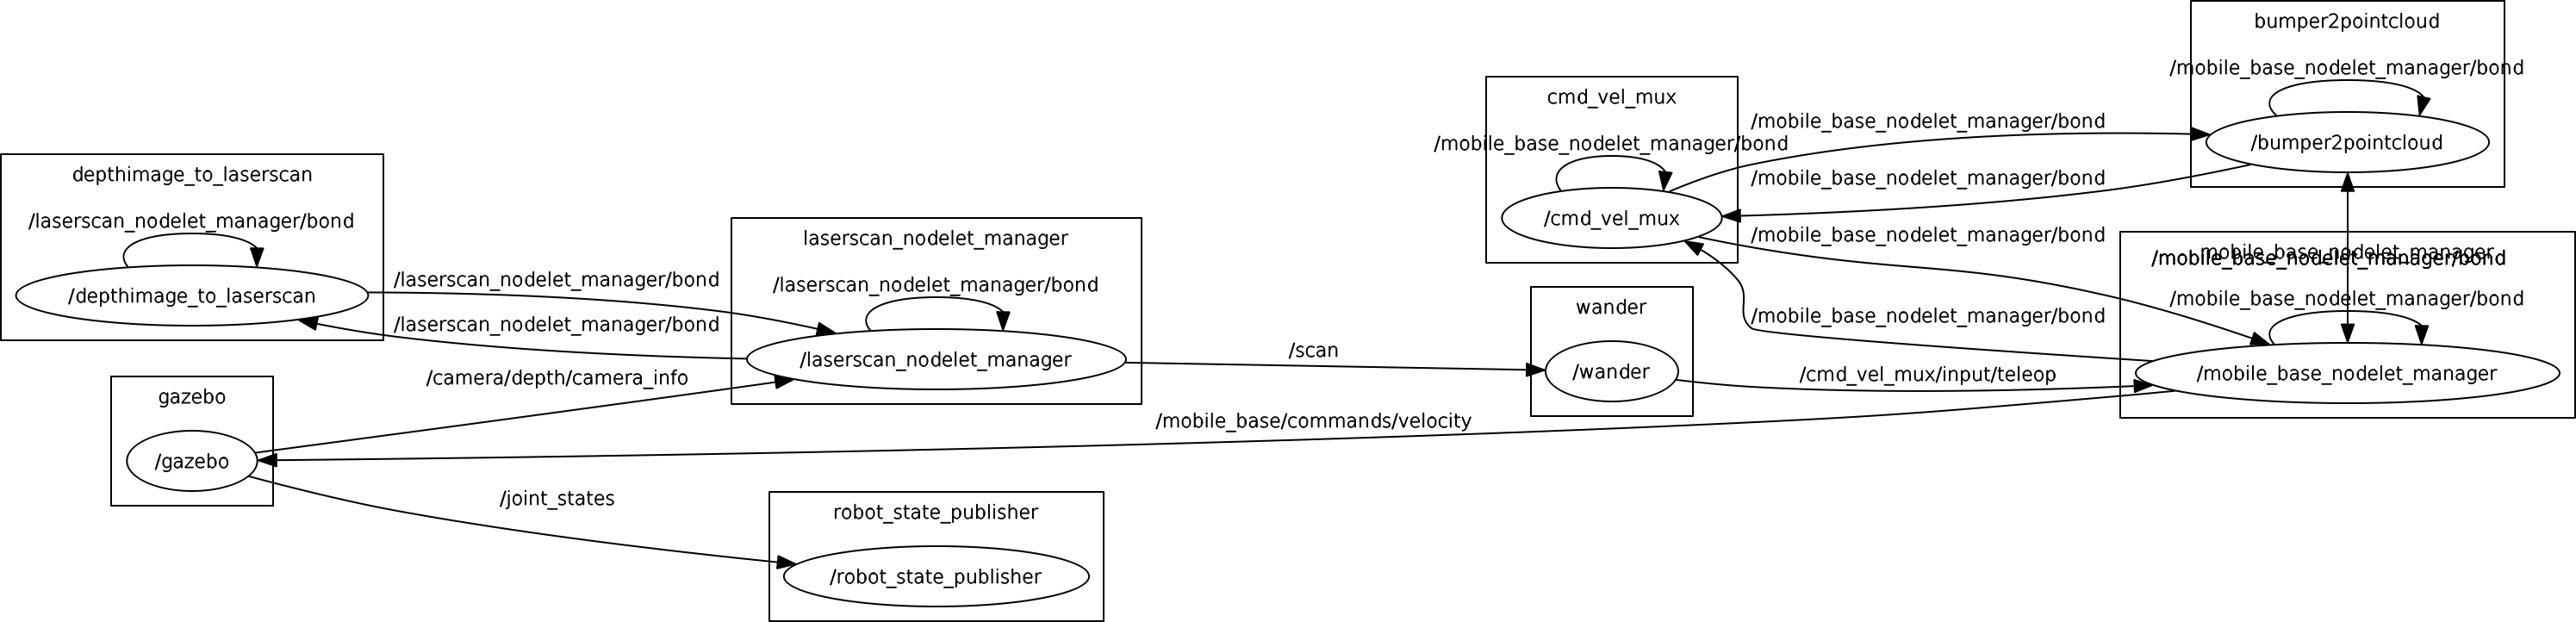 bumper2pointcloud
/mobile_base_nodelet_manager/bond
/bumper2pointcloud
cmd_vel_mux
/mobile_base_nodelet_manager/bond
/cmd_vel_mux
/mobile_base_nodelet_manager/bond
/mobile_base_nodelet_manager/bond
/mobile_base_nodelet_manager/bond
/mobile_base_nodelet_manager/bond
depthimage_to_laserscan
/laserscan_nodelet_manager/bond
/depthimage_to_laserscan
/laserscan_nodelet_manager/bond
/laserscan_nodelet_manager/bond
laserscan_nodelet_manager
/laserscan_nodelet_manager/bond
/laserscan_nodelet_manager
mobile_base_nodelet_manager
/mobile_base_nodelet_manager/bond
/mobile_base_nodelet_manager/bond
/mobile_base_nodelet_manager
wander
/wander
/scan
/cmd_vel_mux/input/teleop
/camera/depth/camera_info
/mobile_base/commands/velocity
gazebo
/gazebo
/joint_states
robot_state_publisher
/robot_state_publisher